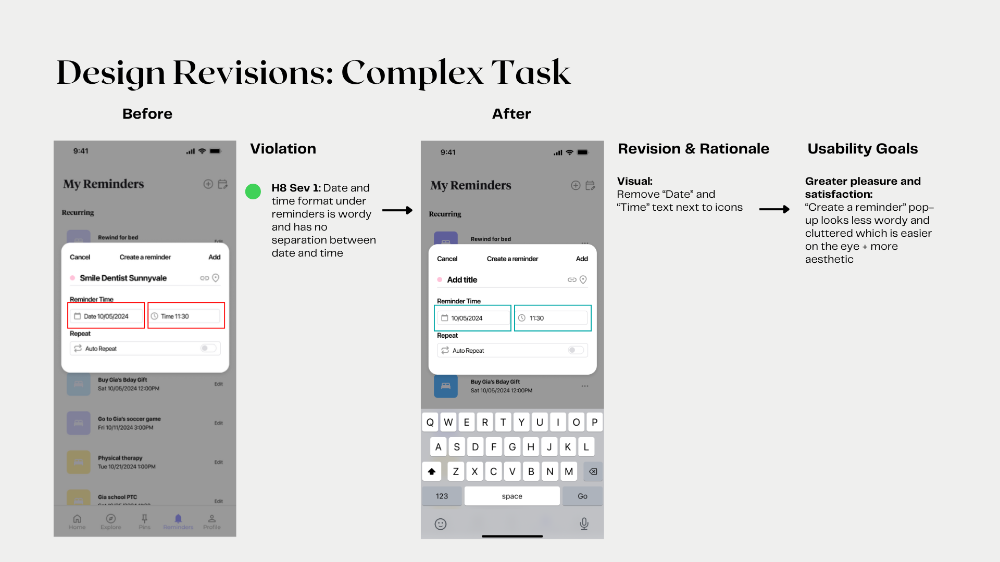 Design Revisions: Complex Task
Before
9:41
My Reminders
Recurring
Rewind for bed
Edit
Cancel
Create a reminder
Add
Smile Dentist Sunnyvale
Reminder Time
Date 10/05/2024
Time 11:30
Repeat
Auto Repeat
Buy Gia's Bday Gift
Sat 10/05/2024 12:00PM
Edit
Go to Gia's soccer game
Fri 10/11/2024 3:00PM
Edit
Physical therapy
Tue 10/21/2024 1:00PM
Edit
Gia school PTC
Edit
Home
Explore
Pins
Reminders
Profile
Violation
H8 Sev 1: Date and
time format under
reminders is wordy
and has no
separation between
date and time
After
9:41
My Reminders
Recurring
Rewind for bed
Cancel
Create a reminder
Add
Add title
Reminder Time
10/05/2024
11:30
Repeat
Auto Repeat
Buy Gia's Bday Gift
Sat 10/05/2024 12:00PM
Q W E R T Y U I O P
A S D F G H J K L
Z X C V B N M
123
space
Go
Revision & Rationale
Visual:
Remove “Date” and
“Time” text next to icons
Usability Goals
Greater pleasure and
satisfaction:
“Create a reminder” pop-
up looks less wordy and
cluttered which is easier
on the eye + more
aesthetic